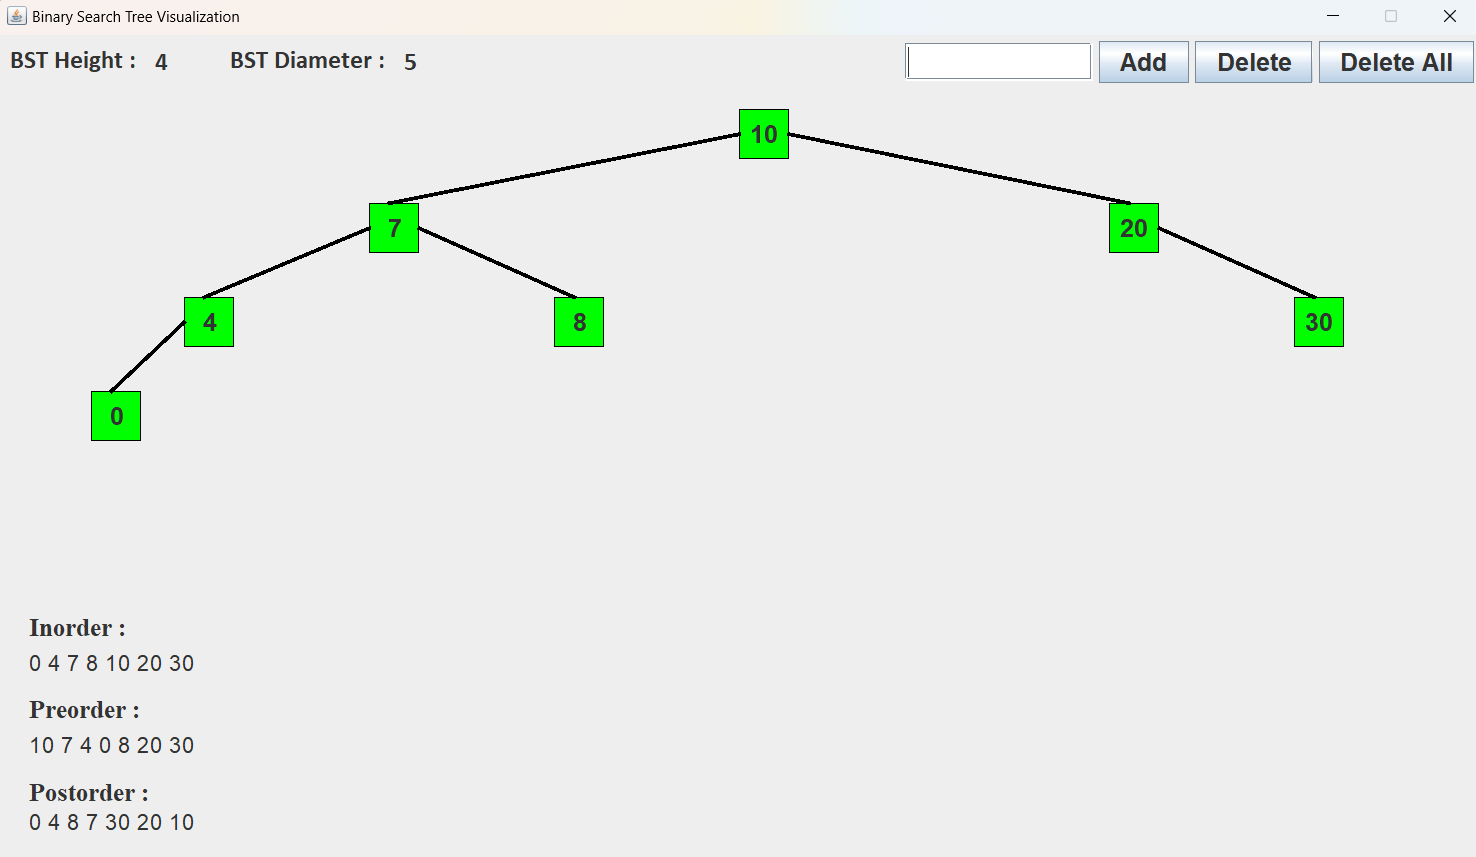 Binary Search Tree Visualization
BST Height : 4 BST Diameter : 5 Add Delete Delete All
10
7 20
4 8 30
0
Inorder :
0 4 7 8 10 20 30
Preorder :
10 7 4 0 8 20 30
Postorder :
0 4 8 7 30 20 10